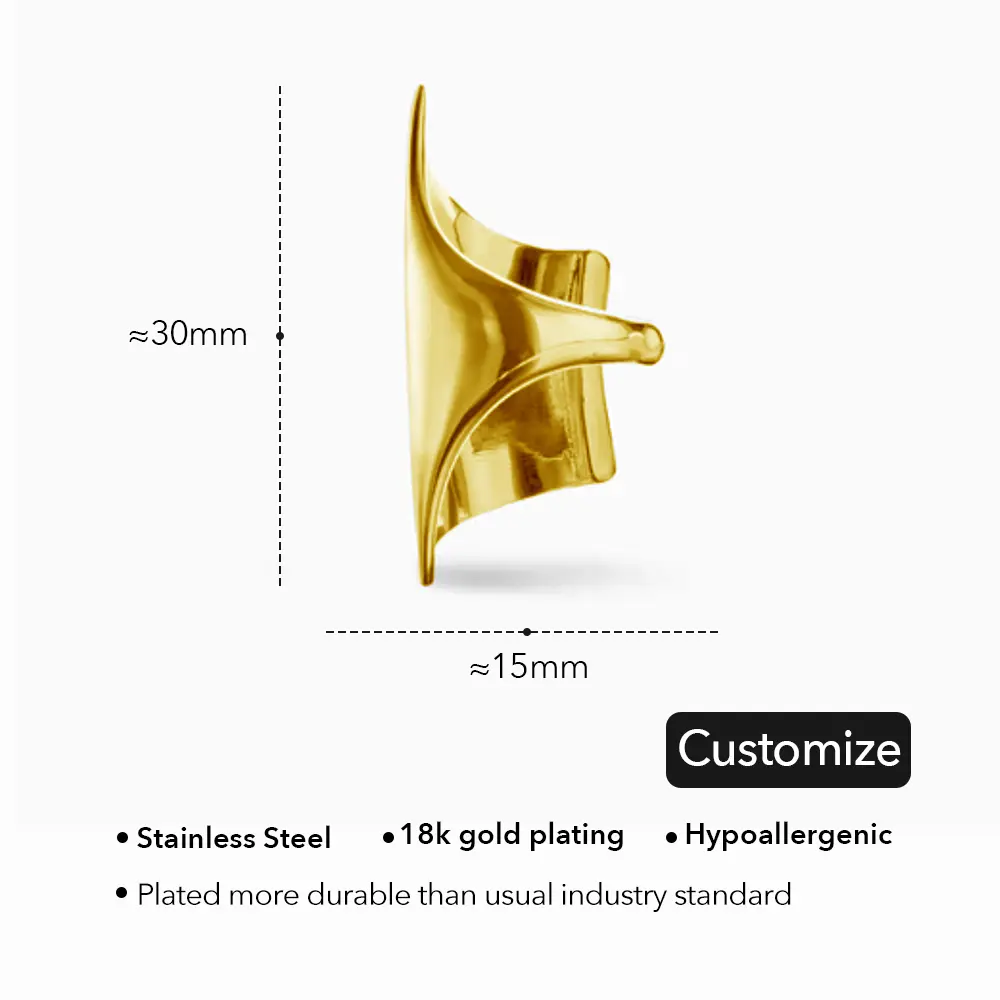 ≈30mm
≈15mm
Customize
• Stainless Steel • 18k gold plating • Hypoallergenic
• Plated more durable than usual industry standard